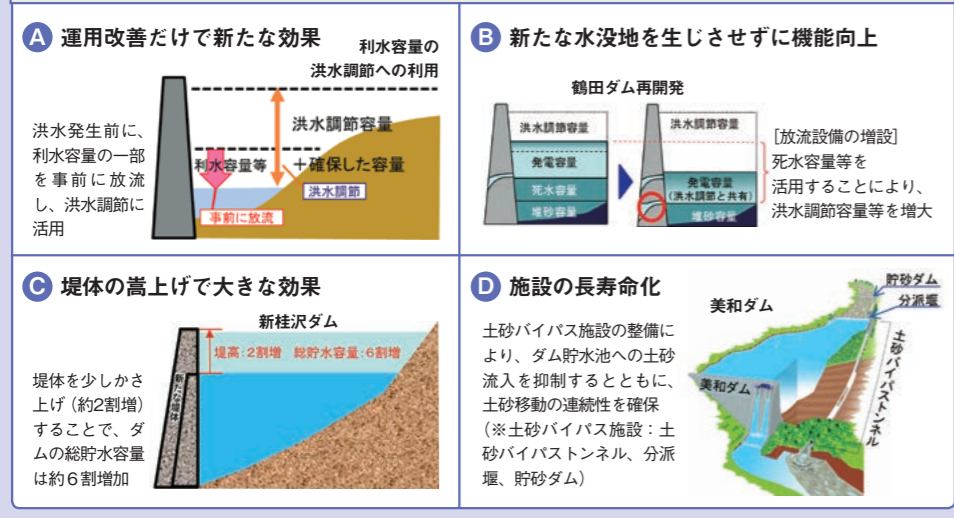 A 運用改善だけで新たな効果
利水容量の
洪水調節への利用
洪水発生前に、
利水容量の一部
を事前に放流
し、洪水調節に
活用
洪水調節容量
利水容量等
＋確保した容量
洪水調節
事前に放流
B 新たな水没地を生じさせずに機能向上
鶴田ダム再開発
洪水調節容量
発電容量
死水容量
堆砂容量
洪水調節容量
発電容量
(洪水調節と共有)
堆砂容量
[放流設備の増設]
死水容量等を
活用することにより、
洪水調節容量等を増大
C 堤体の嵩上げで大きな効果
新桂沢ダム
堤高:2割増 総貯水容量:6割増
新たな堤体
堤体を少しかさ
上げ（約2割増）
することで、ダ
ムの総貯水容量
は約６割増加
D 施設の長寿命化
美和ダム
土砂バイパス施設の整備に
より、ダム貯水池への土砂
流入を抑制するとともに、
土砂移動の連続性を確保
（※土砂バイパス施設：土
砂バイパストンネル、分派
堰、貯砂ダム）
貯砂ダム
分派堰
美和ダム
土砂バイパストンネル